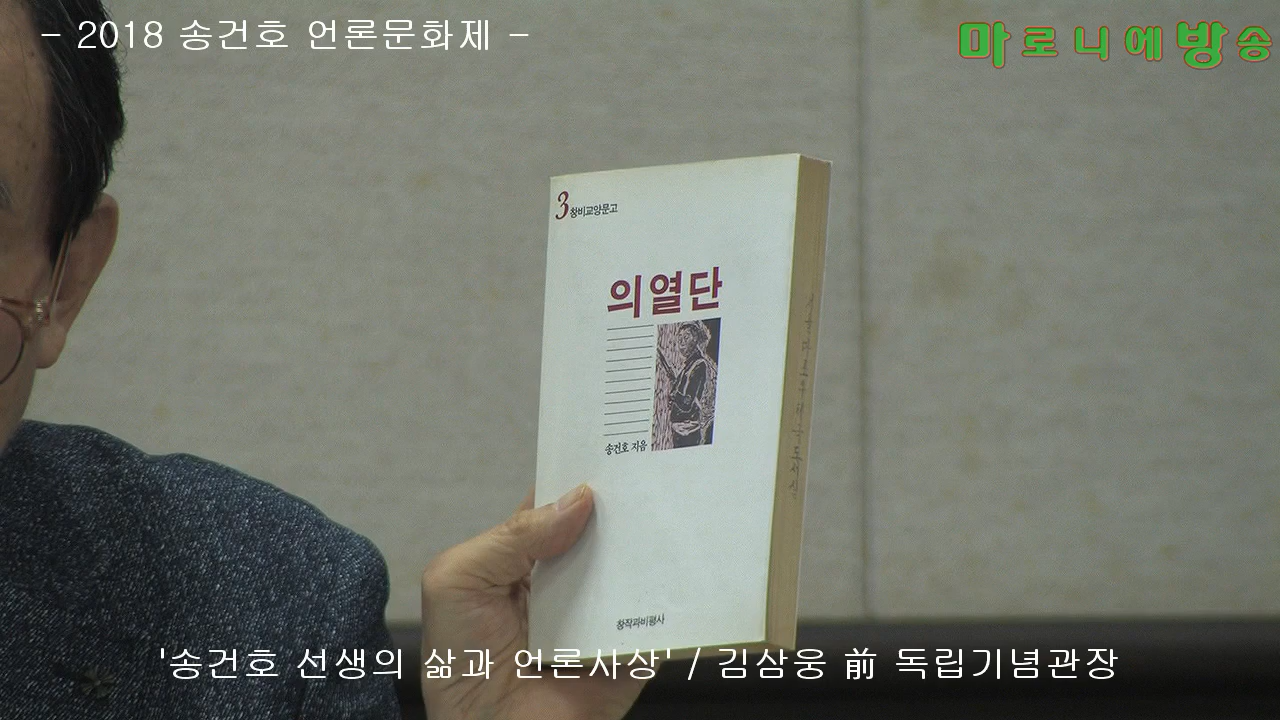 - 2018 송건호 언론문화제 -
마로니에방송
3 창비교양문고
의열단
송건호 지음
창작과비평사
'송건호 선생의 삶과 언론사상' / 김삼웅 前 독립기념관장